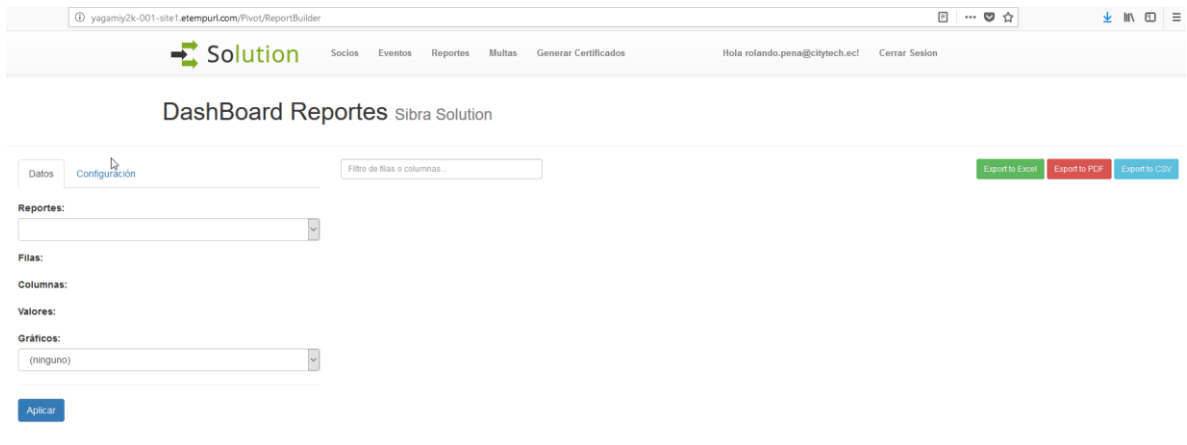 yagamiy2k-001-site1.etempurl.com/Pivot/ReportBuilder
Solution Socios Eventos Reportes Multas Generar Certificados Hola rolando.pena@citytech.ec! Cerrar Sesion
DashBoard Reportes Sibra Solution
Datos Configuración Filtro de filas o columnas... Export to Excel Export to PDF Export to CSV
Reportes:
Filas:
Columnas:
Valores:
Gráficos:
(ninguno)
Aplicar